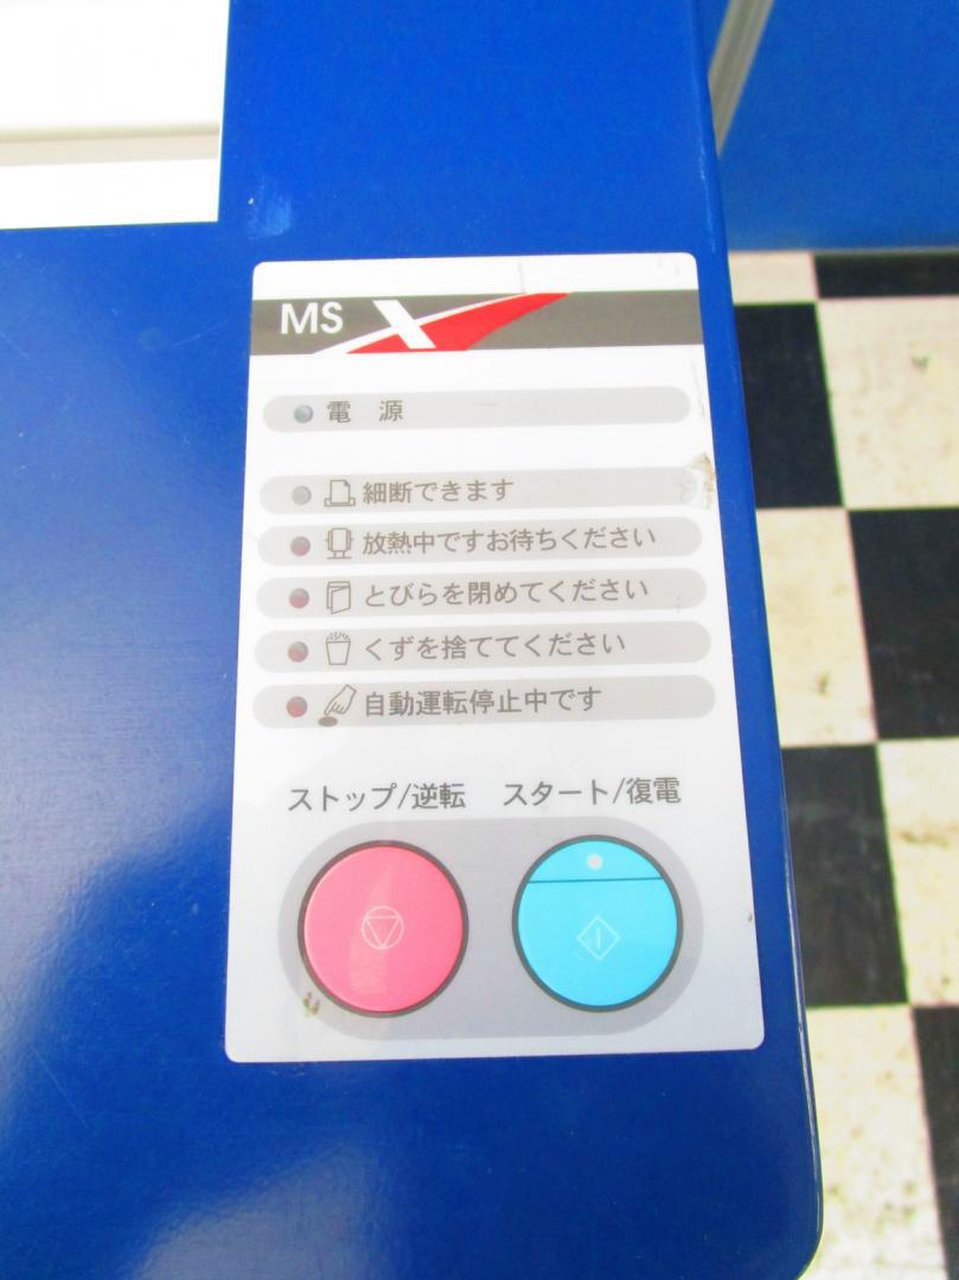 MS X
電 源
細断できます
放熱中ですお待ちください
とびらを閉めてください
くずを捨ててください
自動運転停止中です
ストップ/逆転 スタート/復電